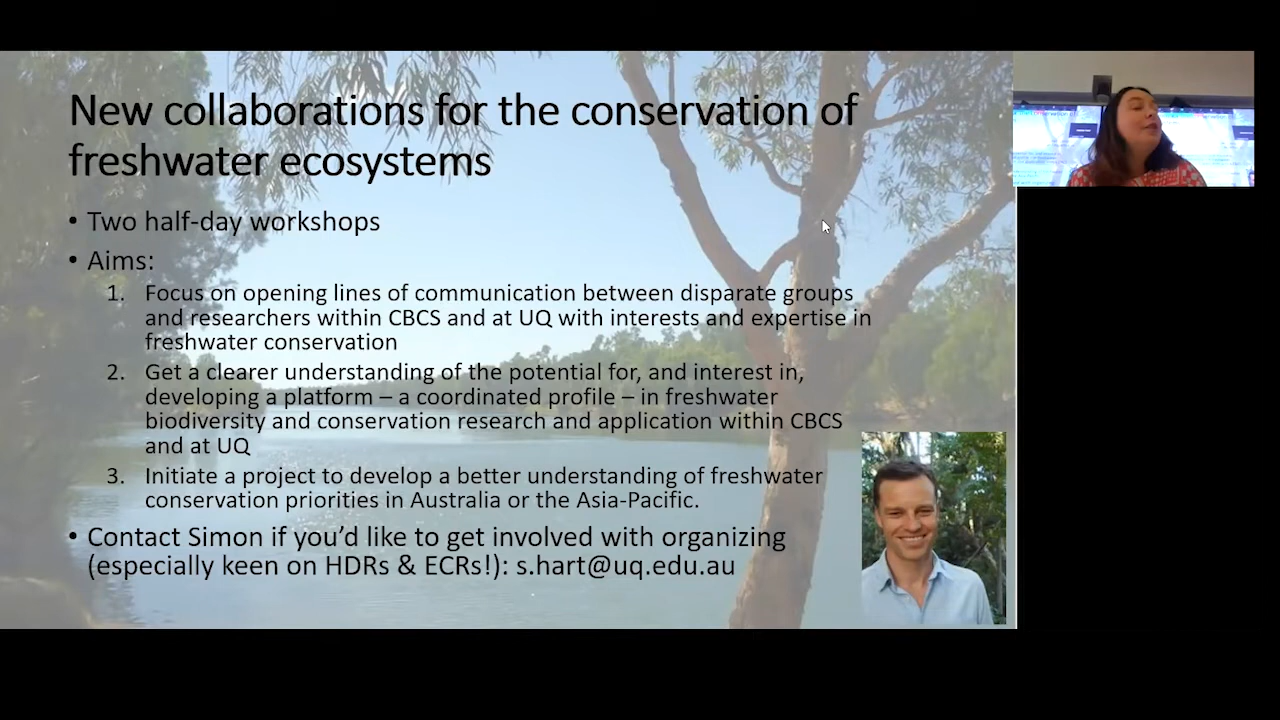 New collaborations for the conservation of
freshwater ecosystems
• Two half-day workshops
• Aims:
1. Focus on opening lines of communication between disparate groups
and researchers within CBCS and at UQ with interests and expertise in
freshwater conservation
2. Get a clearer understanding of the potential for, and interest in,
developing a platform – a coordinated profile – in freshwater
biodiversity and conservation research and application within CBCS
and at UQ
3. Initiate a project to develop a better understanding of freshwater
conservation priorities in Australia or the Asia-Pacific.
• Contact Simon if you’d like to get involved with organizing
(especially keen on HDRs & ECRs!): s.hart@uq.edu.au